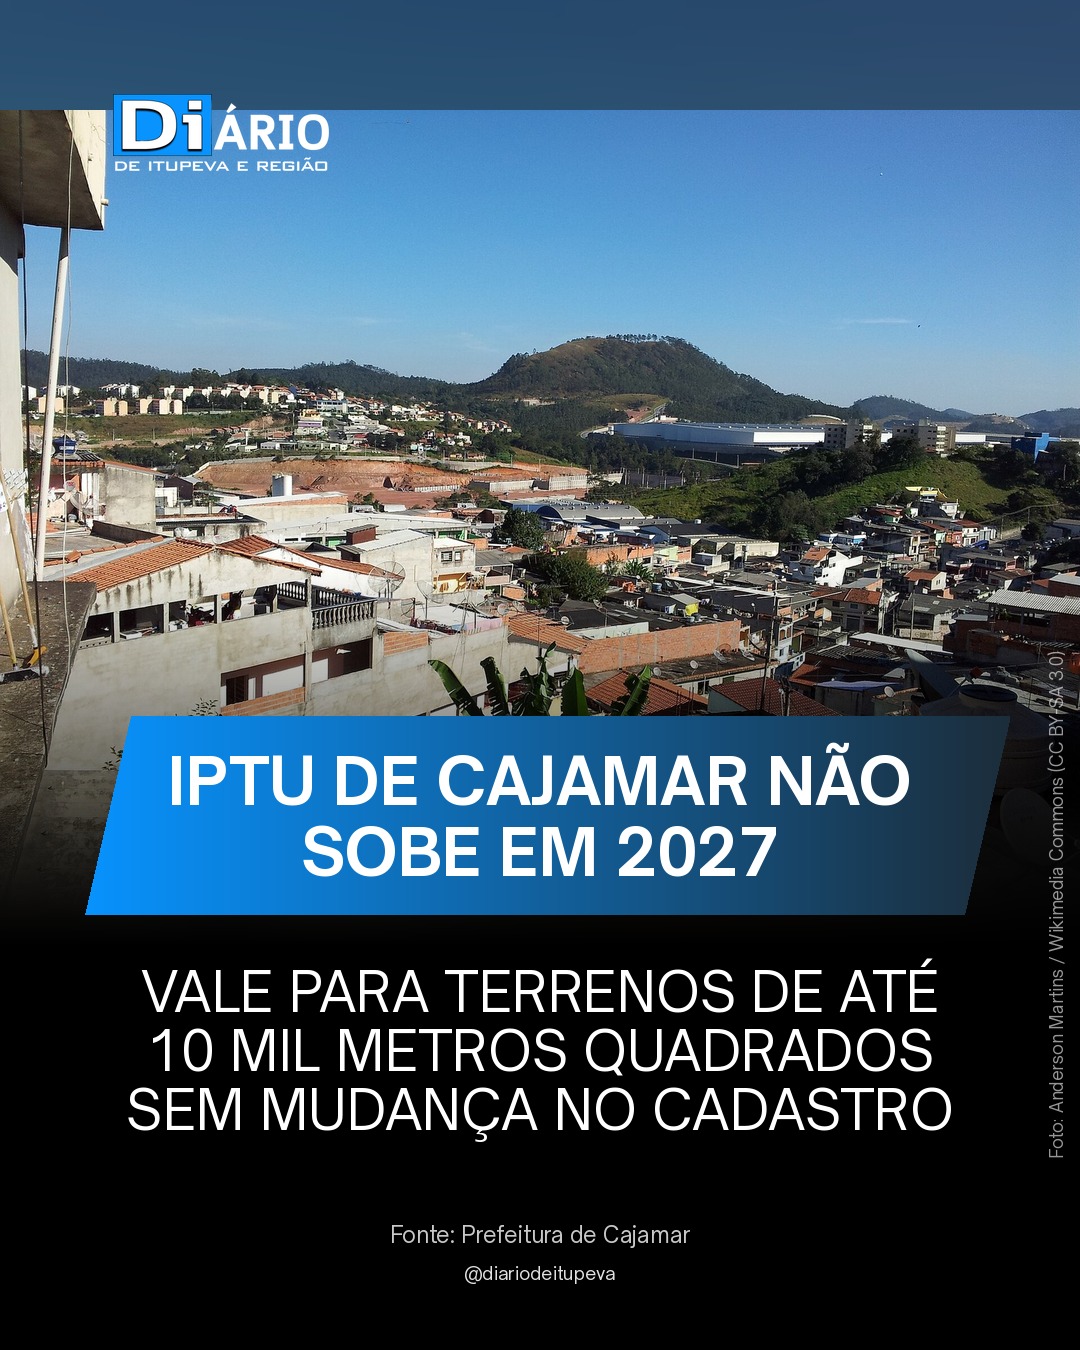 DiÁRIO
DE ITUPEVA E REGIÃO
IPTU DE CAJAMAR NÃO
SOBE EM 2027
VALE PARA TERRENOS DE ATÉ
10 MIL METROS QUADRADOS
SEM MUDANÇA NO CADASTRO
Foto: Anderson Martins / Wikimedia Commons (CC BY-SA 3.0)
Fonte: Prefeitura de Cajamar
@diariodeitupeva